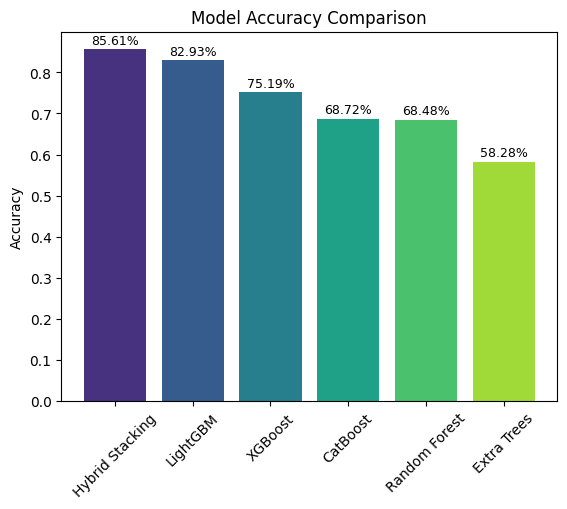 Model Accuracy Comparison
85.61%
82.93%
75.19%
68.72%
68.48%
58.28%
0.8
0.7
0.6
0.5
0.4
0.3
0.2
0.1
0.0
Accuracy
Hybrid Stacking
LightGBM
XGBoost
CatBoost
Random Forest
Extra Trees